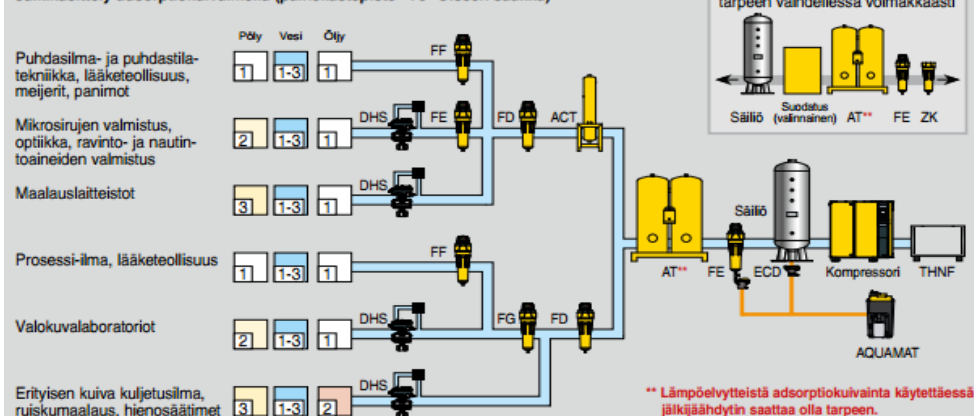 adsorptiokuivaimella (painekastepiste
tarpeen vaihdellessa voimakkaasti
Säiliö Suodatus (valinnainen) AT** FE ZK
Pöly Vesi Öljy
Puhdasilma- ja puhdastila-
tekniikka, lääketeollisuus,
meijerit, panimot
1 1-3 1 FF
Mikrosirujen valmistus,
optiikka, ravinto- ja nautin-
toaineiden valmistus
2 1-3 1 DHS FE FD ACT
Maalauslaitteistot
3 1-3 1 DHS
Prosessi-ilma, lääketeollisuus
1 1-3 1 FF
Valokuvalaboratoriot
2 1-3 1 DHS FG FD
Erityisen kuiva kuljetusilma,
ruiskumaalaus, hienosäätimet
3 1-3 2 DHS
Säiliö
AT** FE ECD Kompressori THNF
AQUAMAT
** Lämpöelvytteistä adsorptiokuivainta käytettäessä
jälkijäähdytin saattaa olla tarpeen.